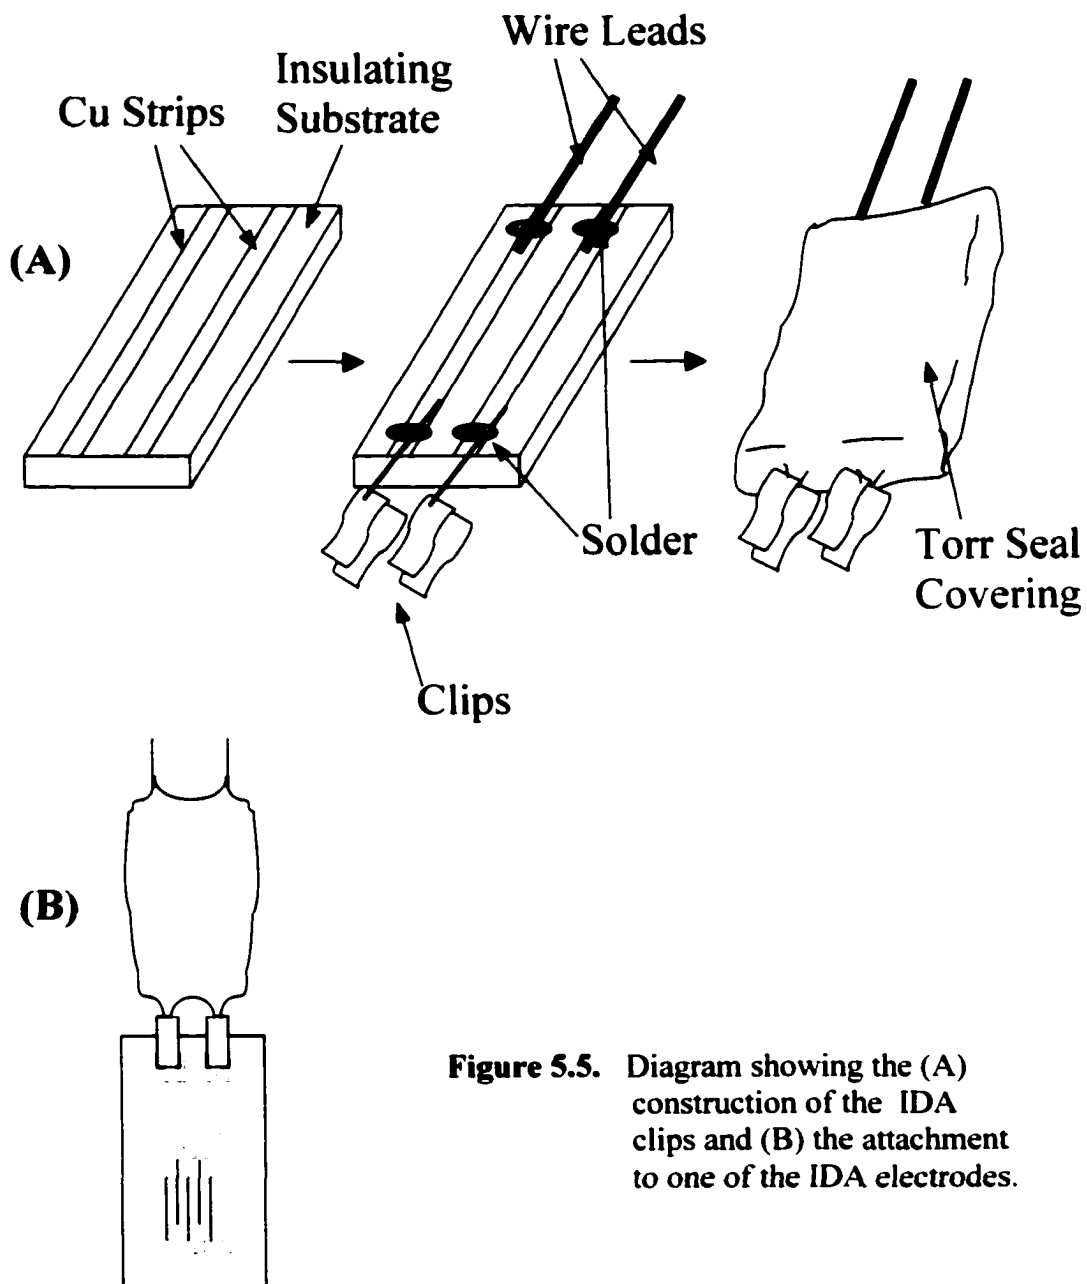 Wire Leads
Insulating
Substrate
Cu Strips
(A)
Solder
Torr Seal
Covering
Clips
(B)
Figure 5.5. Diagram showing the (A)
construction of the IDA
clips and (B) the attachment
to one of the IDA electrodes.